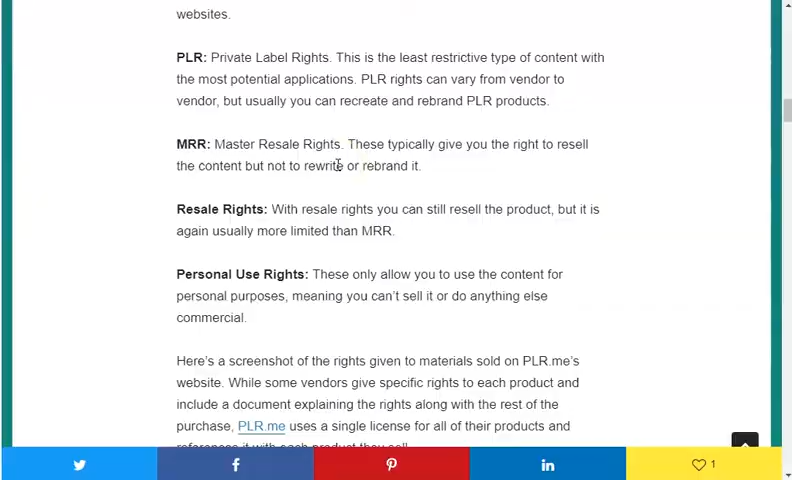 websites.
PLR: Private Label Rights. This is the least restrictive type of content with
the most potential applications. PLR rights can vary from vendor to
vendor, but usually you can recreate and rebrand PLR products.
MRR: Master Resale Rights. These typically give you the right to resell
the content but not to rewrite or rebrand it.
Resale Rights: With resale rights you can still resell the product, but it is
again usually more limited than MRR.
Personal Use Rights: These only allow you to use the content for
personal purposes, meaning you can’t sell it or do anything else
commercial.
Here’s a screenshot of the rights given to materials sold on PLR.me’s
website. While some vendors give specific rights to each product and
include a document explaining the rights along with the rest of the
purchase, PLR.me uses a single license for all of their products and
references it with each product they sell.
1